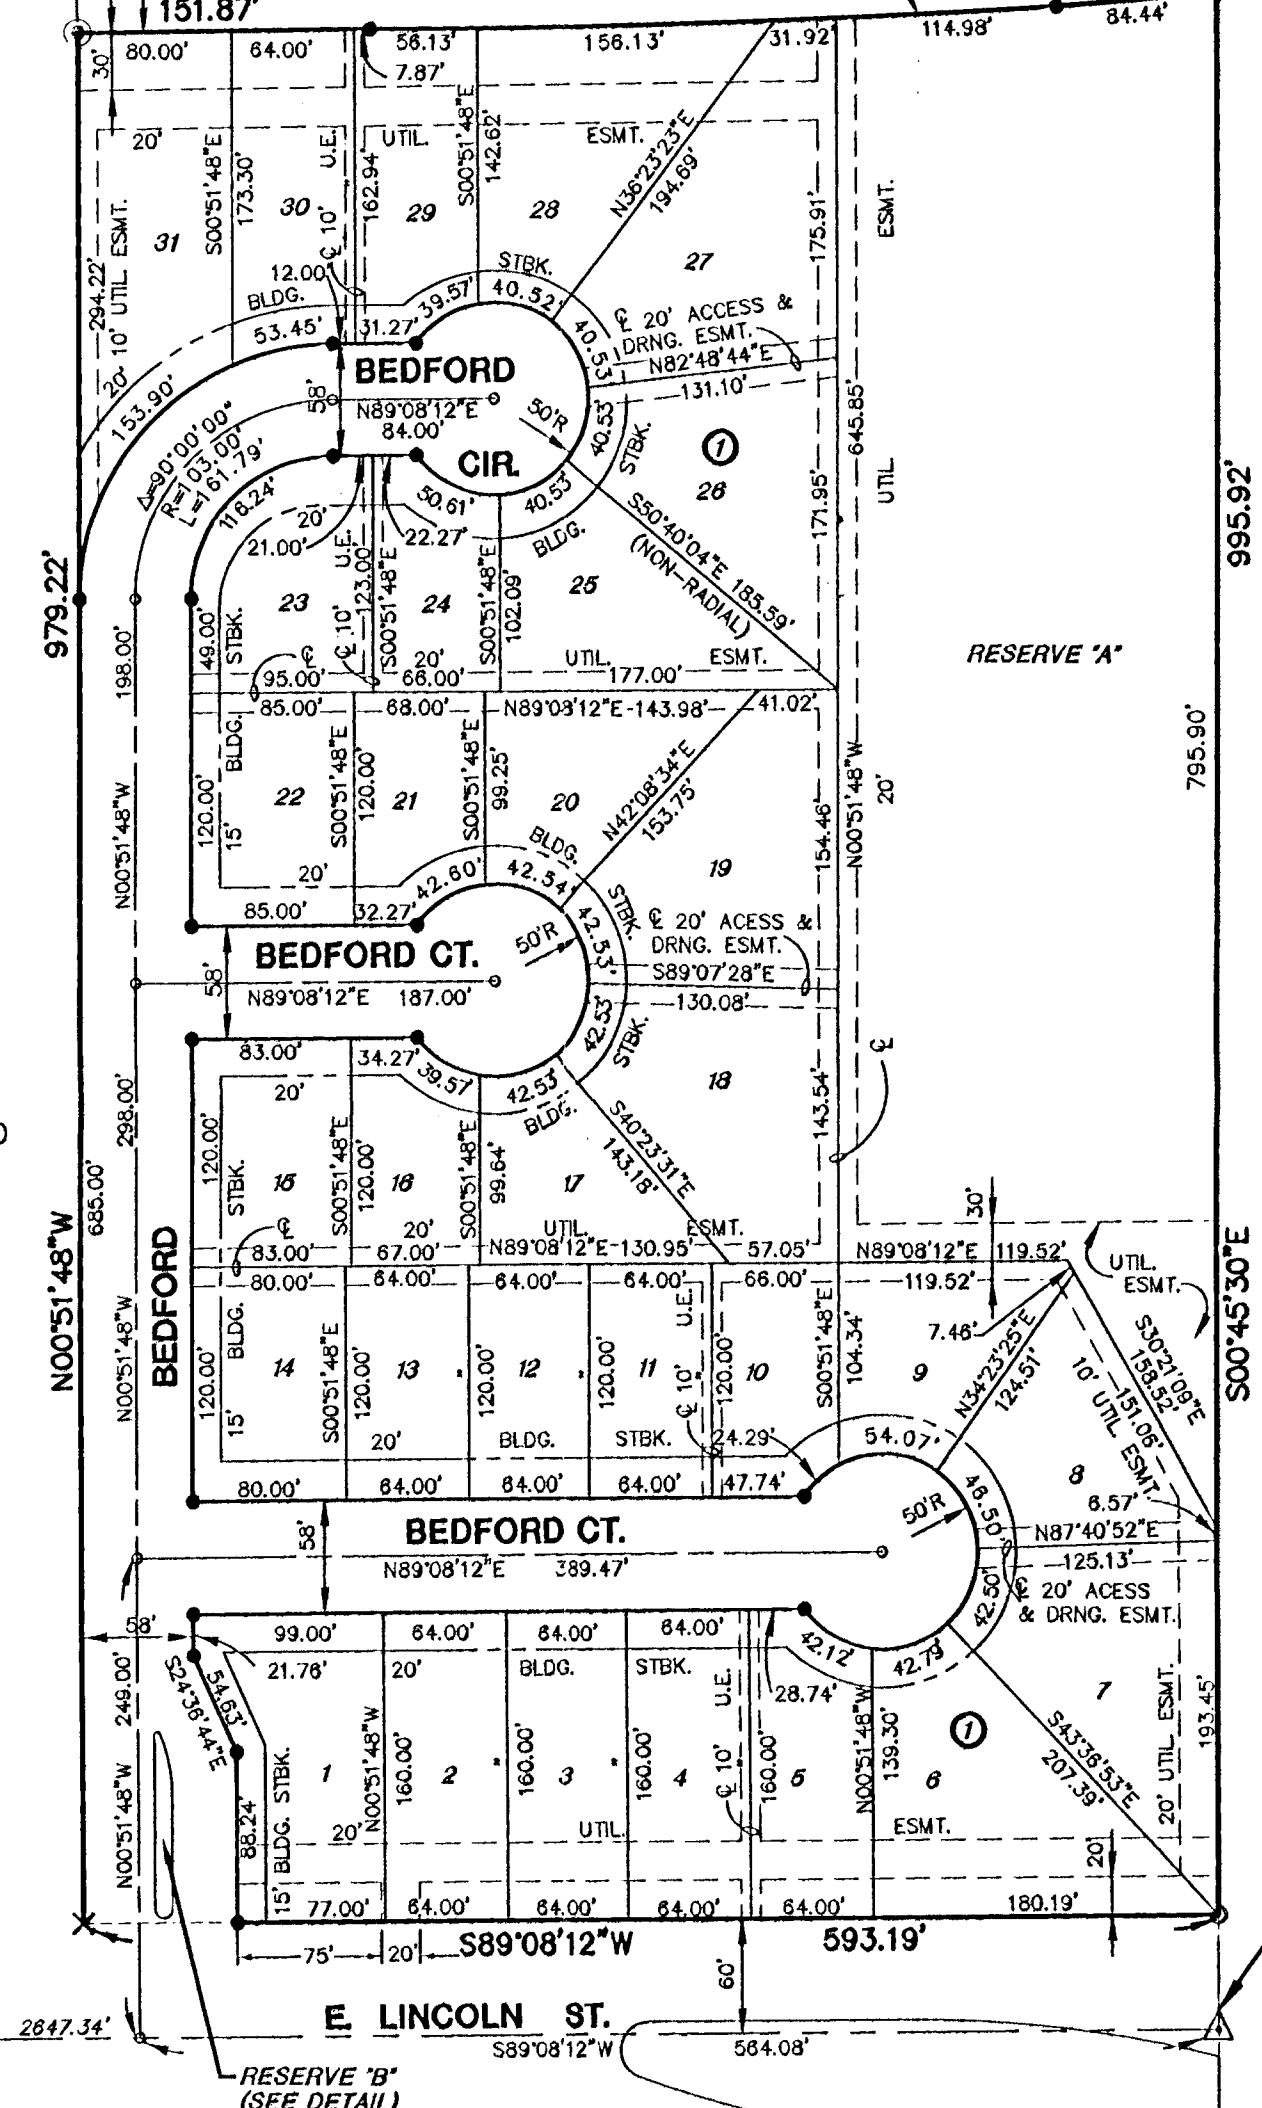 151.87'
84.44'
80.00' 64.00' 56.13' 156.13' 31.92' 114.98'
30'
7.87'
20' UTIL. ESMT.
S00°51'48"E 173.30'
U.E.
162.94'
S00°51'48"E 142.62'
N36°23'23"E 194.69'
175.91'
ESMT.
31 30 29 28 27
294.22'
10' UTIL ESMT.
℄ 10'
12.00'
BLDG. STBK.
20'
53.45' 31.27' 39.57' 40.52' 40.53'
℄ 20' ACCESS &
DRNG. ESMT.
N82°48'44"E
131.10'
153.90'
BEDFORD
58'
N89°08'12"E
84.00'
50'R
CIR.
Δ=90°00'00"
R=103.00'
L=161.79'
118.24'
40.53'
STBK.
1
645.85'
UTIL.
26
50.61' 40.53'
20'
21.00' 22.27'
BLDG.
S50°40'04"E 185.59'
(NON-RADIAL)
171.95'
995.92'
979.22'
U.E.
123.00'
S00°51'48"E
S00°51'48"E 102.09'
23 24 25
49.00'
STBK.
198.00'
℄ 10'
℄
20' UTIL. ESMT.
95.00' 66.00' 177.00'
RESERVE "A"
85.00' 68.00' N89°08'12"E 143.98' 41.02'
BLDG.
S00°51'48"E 120.00'
S00°51'48"E 99.25'
N42°08'34"E 153.75'
795.90'
N00°51'48"W
20'
22 21 20
120.00'
15'
N00°51'48"W
154.46'
19
BLDG.
20'
42.60' 42.54'
STBK.
42.53'
85.00' 32.27'
℄ 20' ACESS &
DRNG. ESMT.
50'R
BEDFORD CT.
S89°07'28"E
130.08'
58'
N89°08'12"E 187.00'
42.53'
STBK.
℄
83.00' 34.27' 39.57' 42.53'
20'
BLDG.
18
298.00'
120.00'
143.54'
S00°51'48"E 120.00'
S00°51'48"E 99.64'
S40°23'31"E 143.18'
685.00'
STBK.
15 16 17
℄
20' UTIL. ESMT.
30'
83.00' 67.00' N89°08'12"E 130.95' 57.05' N89°08'12"E 119.52'
UTIL.
ESMT.
80.00' 64.00' 64.00' 64.00' 66.00' 119.52'
N00°51'48"W
BEDFORD
N00°51'48"W
BLDG.
U.E.
7.46'
S00°45'30"E
S30°21'09"E
158.52'
151.06'
10' UTIL. ESMT.
14 13 12 11 10 9
S00°51'48"E 120.00' " 120.00' " 120.00' 120.00' S00°51'48"E 104.34'
N34°23'25"E 124.51'
120.00'
15'
℄ 10'
20' BLDG. STBK.
24.29'
54.07'
8
46.50'
6.57'
80.00' 64.00' 64.00' 64.00' 47.74'
50'R
N87°40'52"E
125.13'
58'
BEDFORD CT.
N89°08'12"E 389.47'
℄ 20' ACESS
& DRNG. ESMT.
42.50'
58'
99.00' 64.00' 64.00' 64.00'
42.12' 42.79'
21.76' 20' BLDG. STBK.
S24°36'44"E
54.63'
249.00'
U.E.
28.74'
7
S43°36'53"E
207.39'
20' UTIL ESMT.
193.45'
1
1 2 3 4 5 6
N00°51'48"W 160.00' " 160.00' " 160.00' " 160.00' N00°51'48"W 139.30'
℄ 10'
N00°51'48"W
88.24'
15' BLDG. STBK.
20' UTIL. ESMT.
20'
77.00' 64.00' 64.00' 64.00' 64.00' 180.19'
75' 20' S89°08'12"W 593.19'
60'
E. LINCOLN ST.
2647.34'
S89°08'12"W 564.08'
RESERVE "B"
(SEE DETAIL)